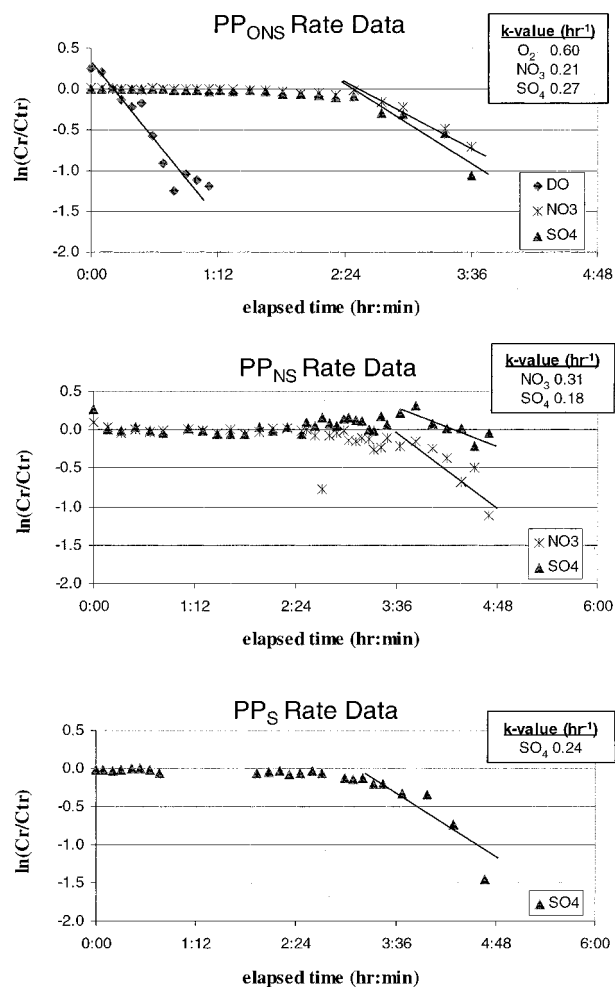 PP_ONS Rate Data
k-value (hr⁻¹)
O₂ 0.60
NO₃ 0.21
SO₄ 0.27
0.5
0.0
-0.5
-1.0
-1.5
-2.0
ln(Cr/Ctr)
DO
NO3
SO4
0:00 1:12 2:24 3:36 4:48
elapsed time (hr:min)
PP_NS Rate Data
k-value (hr⁻¹)
NO₃ 0.31
SO₄ 0.18
0.5
0.0
-0.5
-1.0
-1.5
-2.0
ln(Cr/Ctr)
NO3
SO4
0:00 1:12 2:24 3:36 4:48 6:00
elapsed time (hr:min)
PP_S Rate Data
k-value (hr⁻¹)
SO₄ 0.24
0.5
0.0
-0.5
-1.0
-1.5
-2.0
ln(Cr/Ctr)
SO4
0:00 1:12 2:24 3:36 4:48 6:00
elapsed time (hr:min)